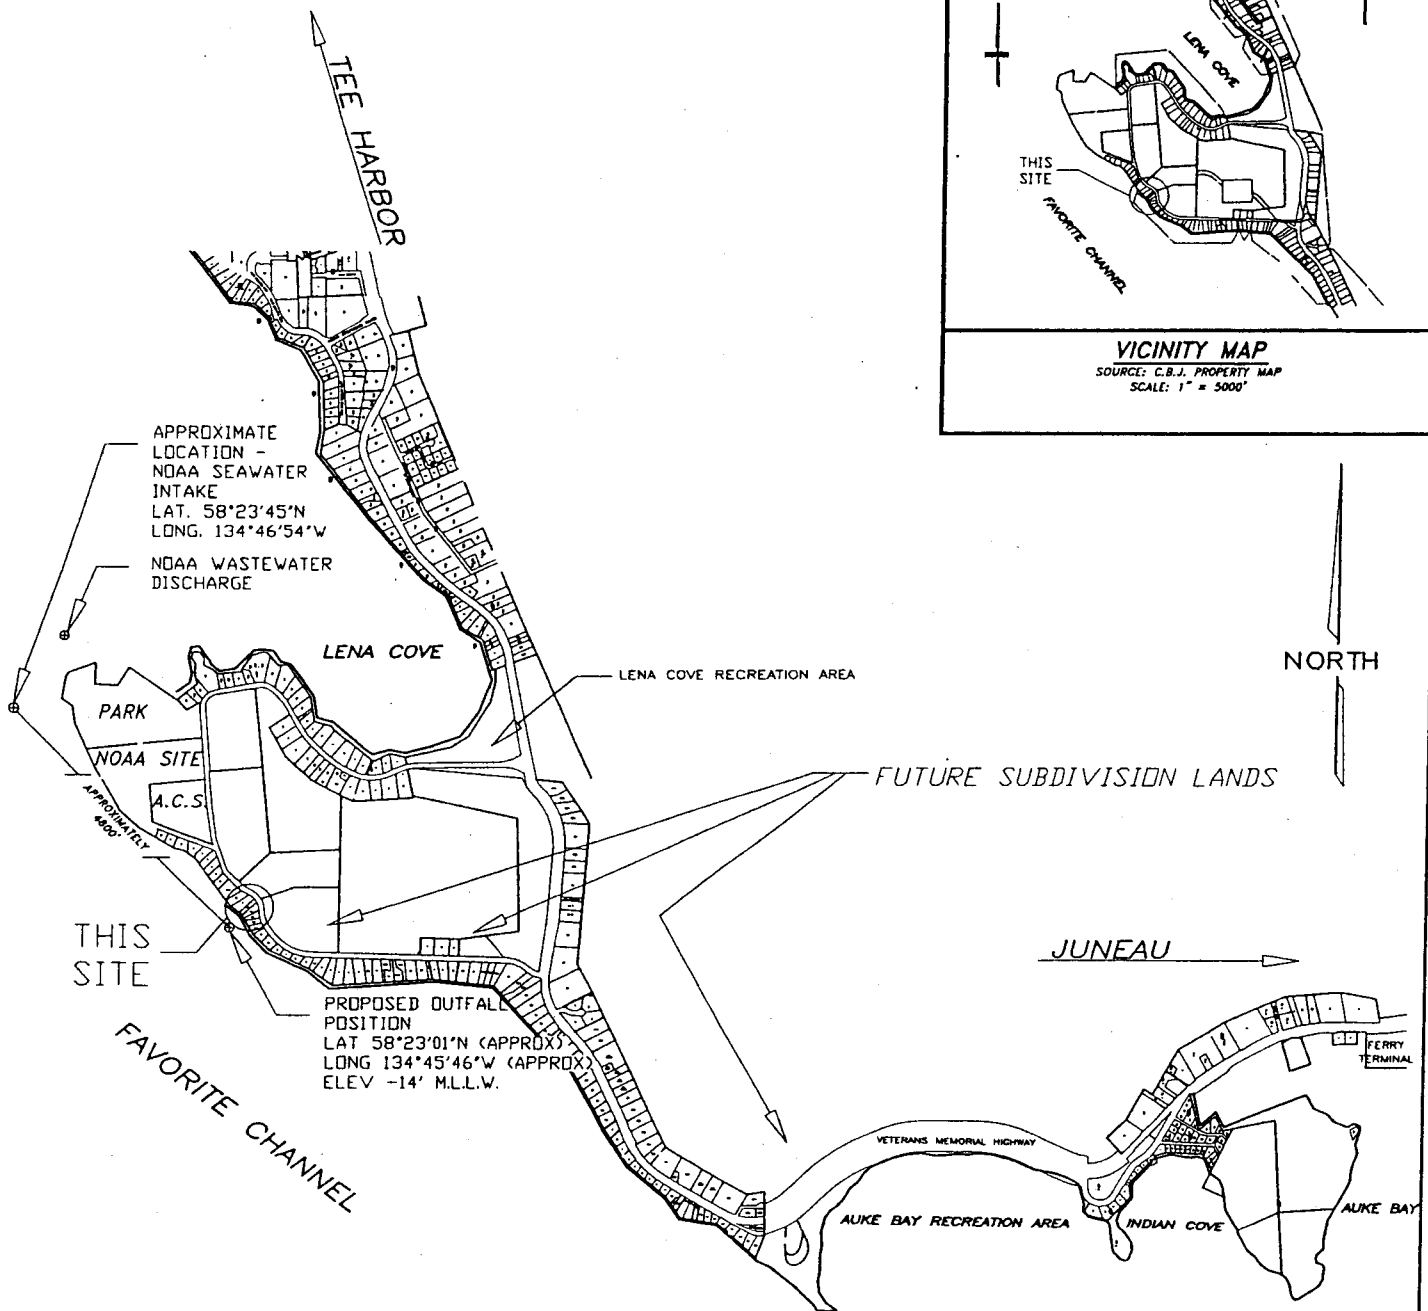 TEE HARBOR
LENA COVE
THIS
SITE
FAVORITE CHANNEL
VICINITY MAP
SOURCE: C.B.J. PROPERTY MAP
SCALE: 1" = 5000'
APPROXIMATE
LOCATION -
NOAA SEAWATER
INTAKE
LAT. 58°23'45"N
LONG. 134°46'54"W
NOAA WASTEWATER
DISCHARGE
LENA COVE
LENA COVE RECREATION AREA
NORTH
PARK
NOAA SITE
A.C.S.
APPROXIMATELY
4800'
FUTURE SUBDIVISION LANDS
THIS
SITE
JUNEAU
PROPOSED OUTFALL
POSITION
LAT 58°23'01"N (APPROX)
LONG 134°45'46"W (APPROX)
ELEV -14' M.L.L.W.
FAVORITE CHANNEL
FERRY
TERMINAL
VETERANS MEMORIAL HIGHWAY
AUKE BAY RECREATION AREA
INDIAN COVE
AUKE BAY